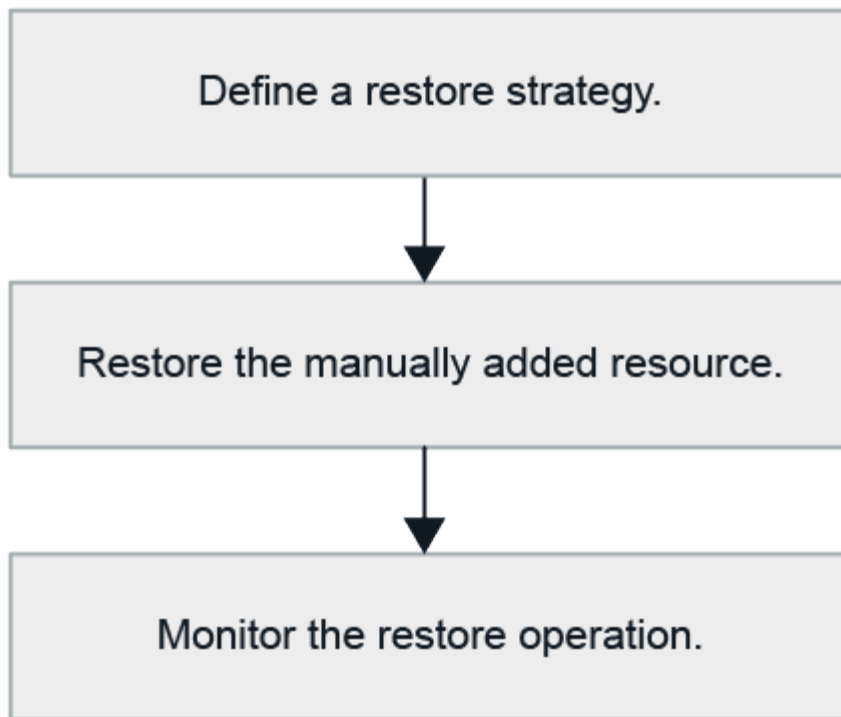 Define a restore strategy.
Restore the manually added resource.
Monitor the restore operation.